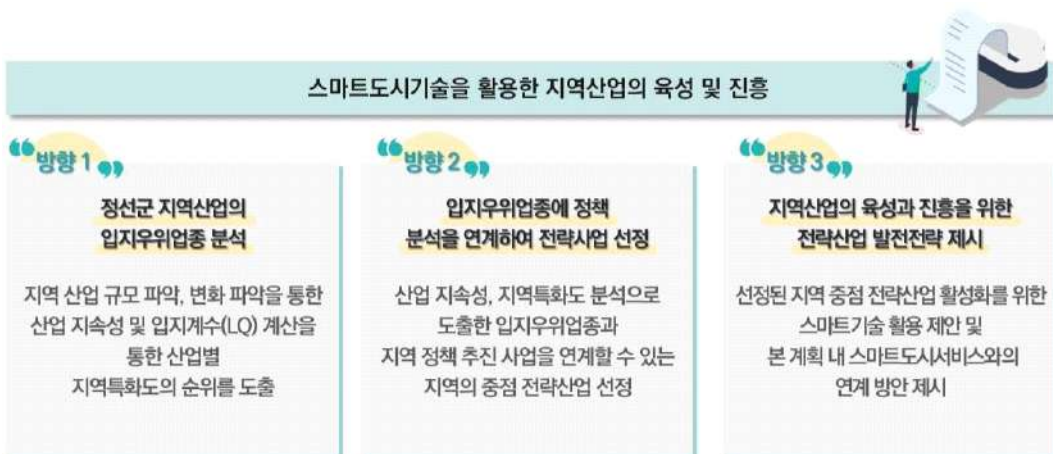 스마트도시기술을 활용한 지역산업의 육성 및 진흥
방향 1
정선군 지역산업의
입지우위업종 분석
지역 산업 규모 파악, 변화 파악을 통한
산업 지속성 및 입지계수(LQ) 계산을
통한 산업별
지역특화도의 순위를 도출
방향 2
입지우위업종에 정책
분석을 연계하여 전략사업 선정
산업 지속성, 지역특화도 분석으로
도출한 입지우위업종과
지역 정책 추진 사업을 연계할 수 있는
지역의 중점 전략산업 선정
방향 3
지역산업의 육성과 진흥을 위한
전략산업 발전전략 제시
선정된 지역 중점 전략산업 활성화를 위한
스마트기술 활용 제안 및
본 계획 내 스마트도시서비스와의
연계 방안 제시